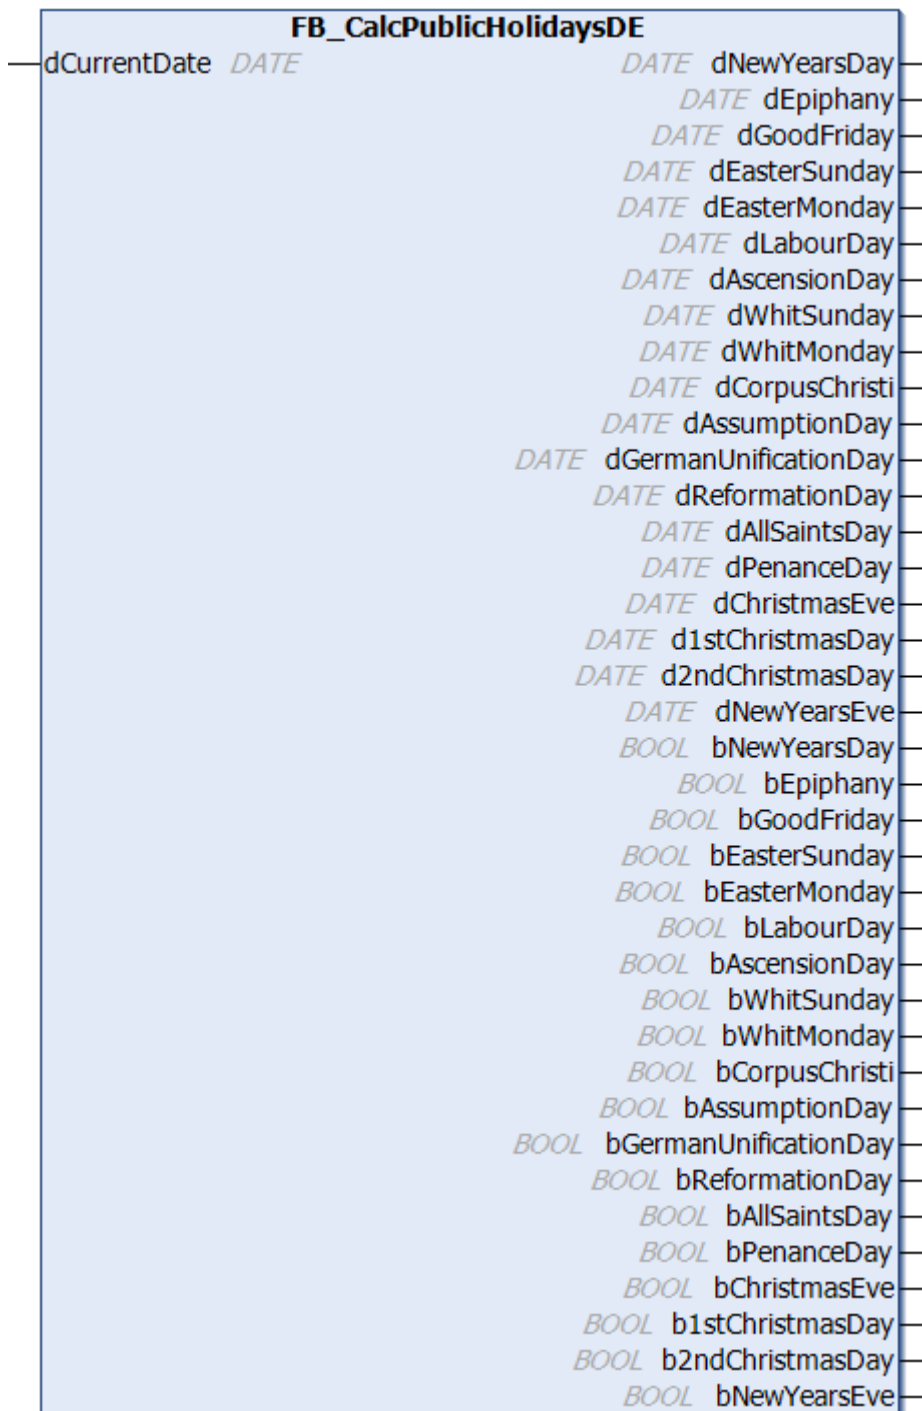 FB_CalcPublicHolidaysDE
dCurrentDate DATE DATE dNewYearsDay
DATE dEpiphany
DATE dGoodFriday
DATE dEasterSunday
DATE dEasterMonday
DATE dLabourDay
DATE dAscensionDay
DATE dWhitSunday
DATE dWhitMonday
DATE dCorpusChristi
DATE dAssumptionDay
DATE dGermanUnificationDay
DATE dReformationDay
DATE dAllSaintsDay
DATE dPenanceDay
DATE dChristmasEve
DATE d1stChristmasDay
DATE d2ndChristmasDay
DATE dNewYearsEve
BOOL bNewYearsDay
BOOL bEpiphany
BOOL bGoodFriday
BOOL bEasterSunday
BOOL bEasterMonday
BOOL bLabourDay
BOOL bAscensionDay
BOOL bWhitSunday
BOOL bWhitMonday
BOOL bCorpusChristi
BOOL bAssumptionDay
BOOL bGermanUnificationDay
BOOL bReformationDay
BOOL bAllSaintsDay
BOOL bPenanceDay
BOOL bChristmasEve
BOOL b1stChristmasDay
BOOL b2ndChristmasDay
BOOL bNewYearsEve